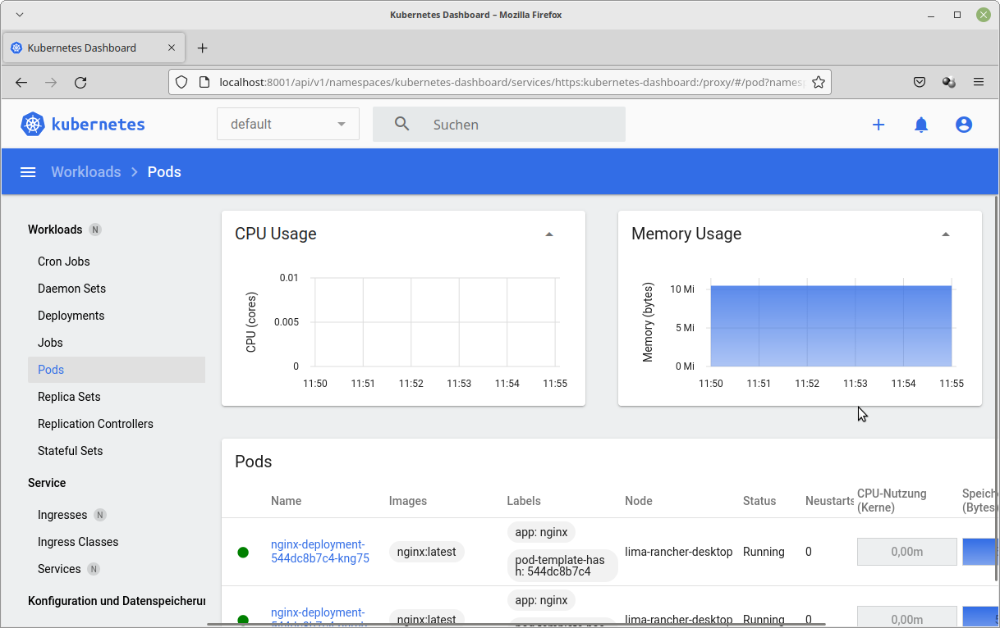 Kubernetes Dashboard – Mozilla Firefox
Kubernetes Dashboard
localhost:8001/api/v1/namespaces/kubernetes-dashboard/services/https:kubernetes-dashboard:/proxy/#/pod?names
kubernetes
default
Suchen
Workloads
Pods
Workloads N
Cron Jobs
Daemon Sets
Deployments
Jobs
Pods
Replica Sets
Replication Controllers
Stateful Sets
Service
Ingresses N
Ingress Classes
Services N
Konfiguration und Datenspeicherun
CPU Usage
CPU (cores)
0.01
0.005
0
11:50 11:51 11:52 11:53 11:54 11:55
Memory Usage
Memory (bytes)
10 Mi
5 Mi
0 Mi
11:50 11:51 11:52 11:53 11:54 11:55
Pods
Name Images Labels Node Status Neustarts CPU-Nutzung Speich
(Kerne) (Bytes
app: nginx
nginx-deployment-
544dc8b7c4-kng75
nginx:latest
pod-template-has
h: 544dc8b7c4
lima-rancher-desktop
Running
0
0,00m
app: nginx
nginx-deployment-
nginx:latest
lima-rancher-desktop
Running
0
0,00m